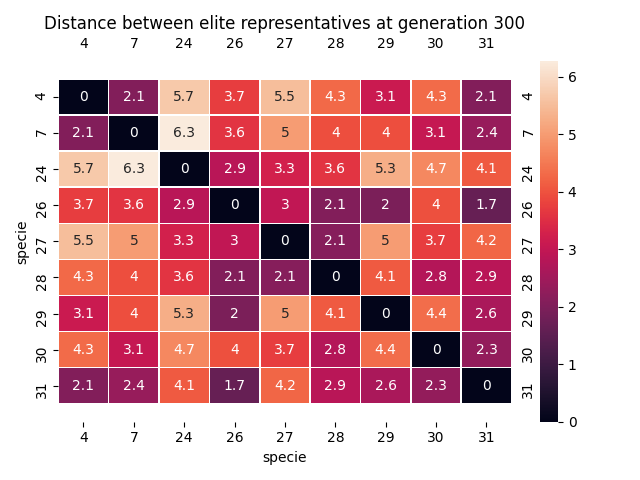 Distance between elite representatives at generation 300
4 7 24 26 27 28 29 30 31
4 0 2.1 5.7 3.7 5.5 4.3 3.1 4.3 2.1 4
7 2.1 0 6.3 3.6 5 4 4 3.1 2.4 7
24 5.7 6.3 0 2.9 3.3 3.6 5.3 4.7 4.1 24
26 3.7 3.6 2.9 0 3 2.1 2 4 1.7 26
27 5.5 5 3.3 3 0 2.1 5 3.7 4.2 27
28 4.3 4 3.6 2.1 2.1 0 4.1 2.8 2.9 28
29 3.1 4 5.3 2 5 4.1 0 4.4 2.6 29
30 4.3 3.1 4.7 4 3.7 2.8 4.4 0 2.3 30
31 2.1 2.4 4.1 1.7 4.2 2.9 2.6 2.3 0 31
4 7 24 26 27 28 29 30 31
specie
specie
6
5
4
3
2
1
0